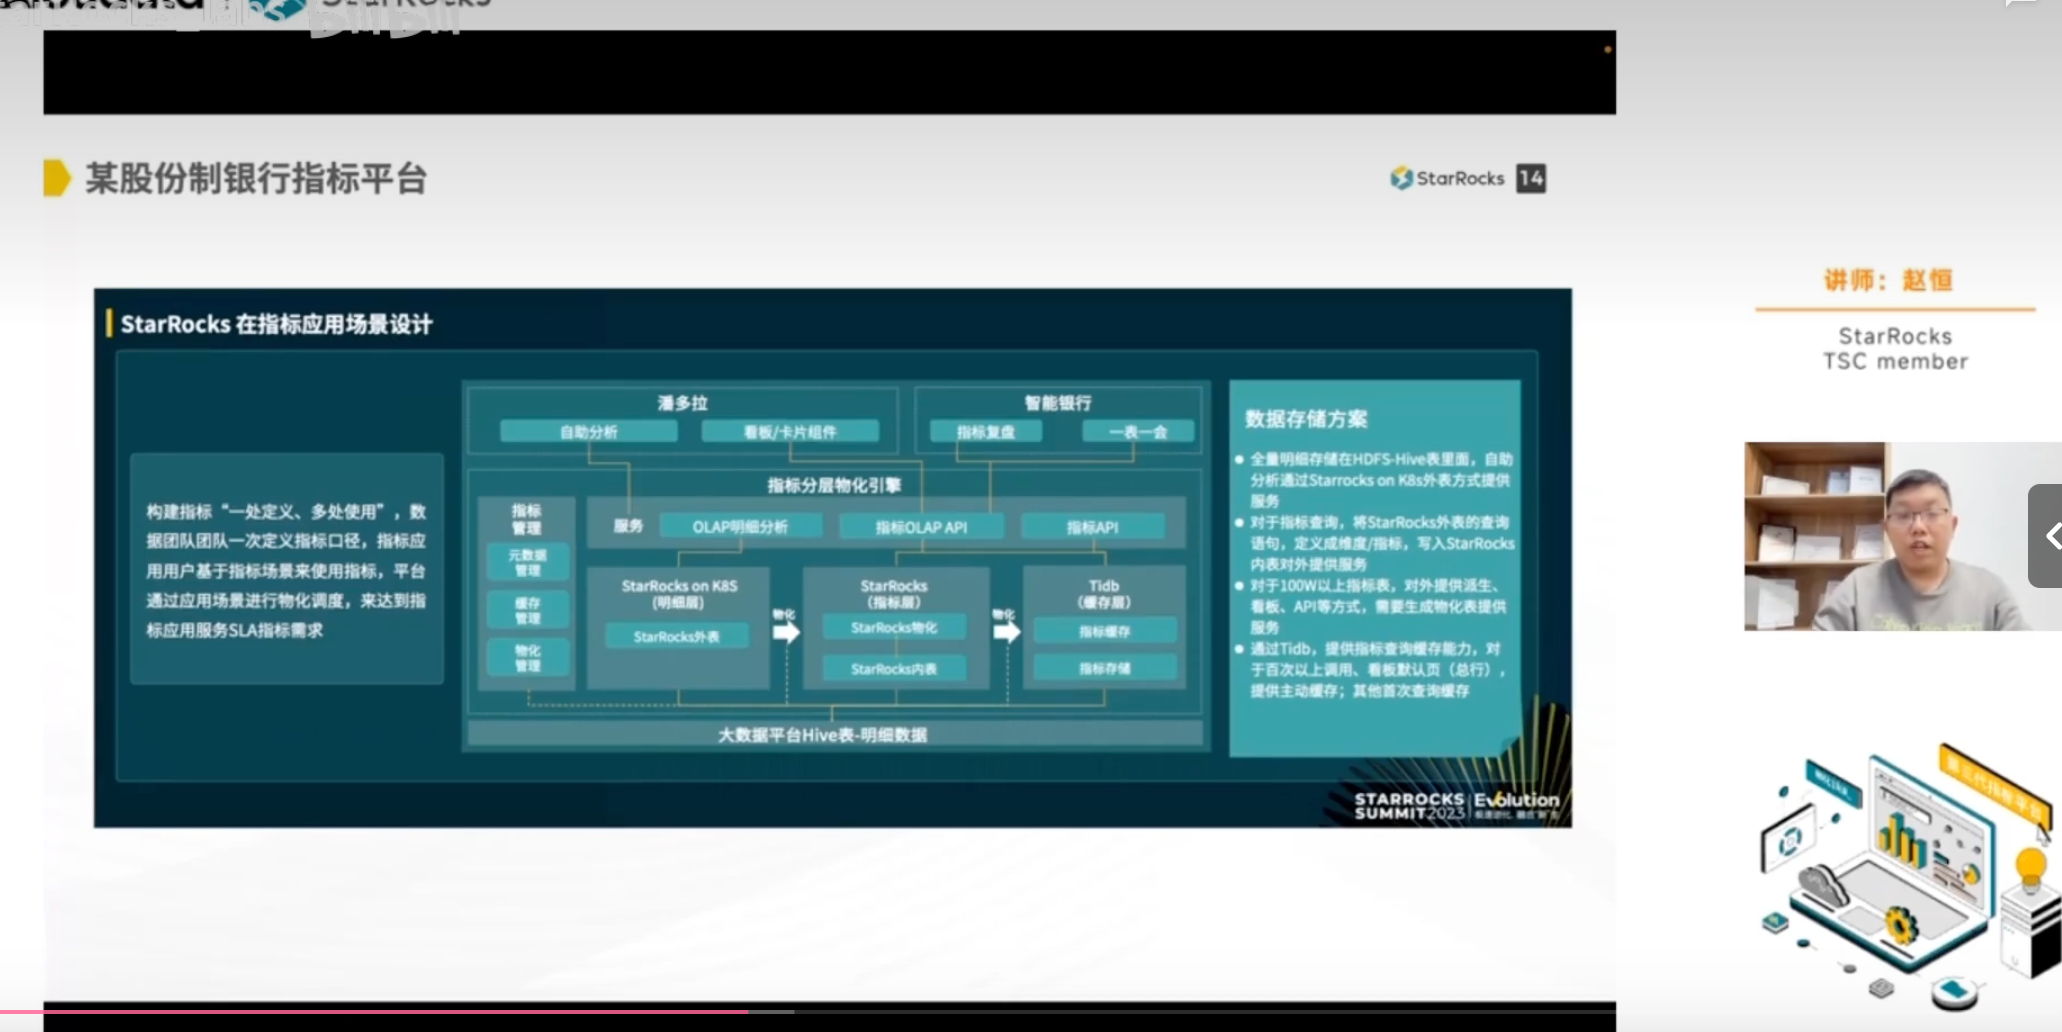 StarRocks
bilibili
某股份制银行指标平台
StarRocks 14
讲师：赵恒
StarRocks
TSC member
StarRocks 在指标应用场景设计
构建指标“一处定义、多处使用”，数
据团队团队一次定义指标口径，指标应
用用户基于指标场景来使用指标，平台
通过应用场景进行物化调度，来达到指
标应用服务SLA指标需求
潘多拉
自助分析
看板/卡片组件
智能银行
指标复盘
一表一会
指标分层物化引擎
指标
管理
元数据
管理
缓存
管理
物化
管理
服务
OLAP明细分析
指标OLAP API
指标API
StarRocks on K8S
(明细层)
StarRocks外表
物化
StarRocks
(指标层)
StarRocks物化
StarRocks内表
物化
Tidb
(缓存层)
指标缓存
指标存储
大数据平台Hive表-明细数据
数据存储方案
● 全量明细存储在HDFS-Hive表里面，自助
分析通过Starrocks on K8s外表方式提供
服务
● 对于指标查询，将StarRocks外表的查询
语句，定义成维度/指标，写入StarRocks
内表对外提供服务
● 对于100W以上指标表，对外提供派生、
看板、API等方式，需要生成物化表提供
服务
● 通过Tidb，提供指标查询缓存能力，对
于百次以上调用、看板默认页（总行），
提供主动缓存；其他首次查询缓存
STARROCKS
SUMMIT2023
Evolution
第三代指标平台